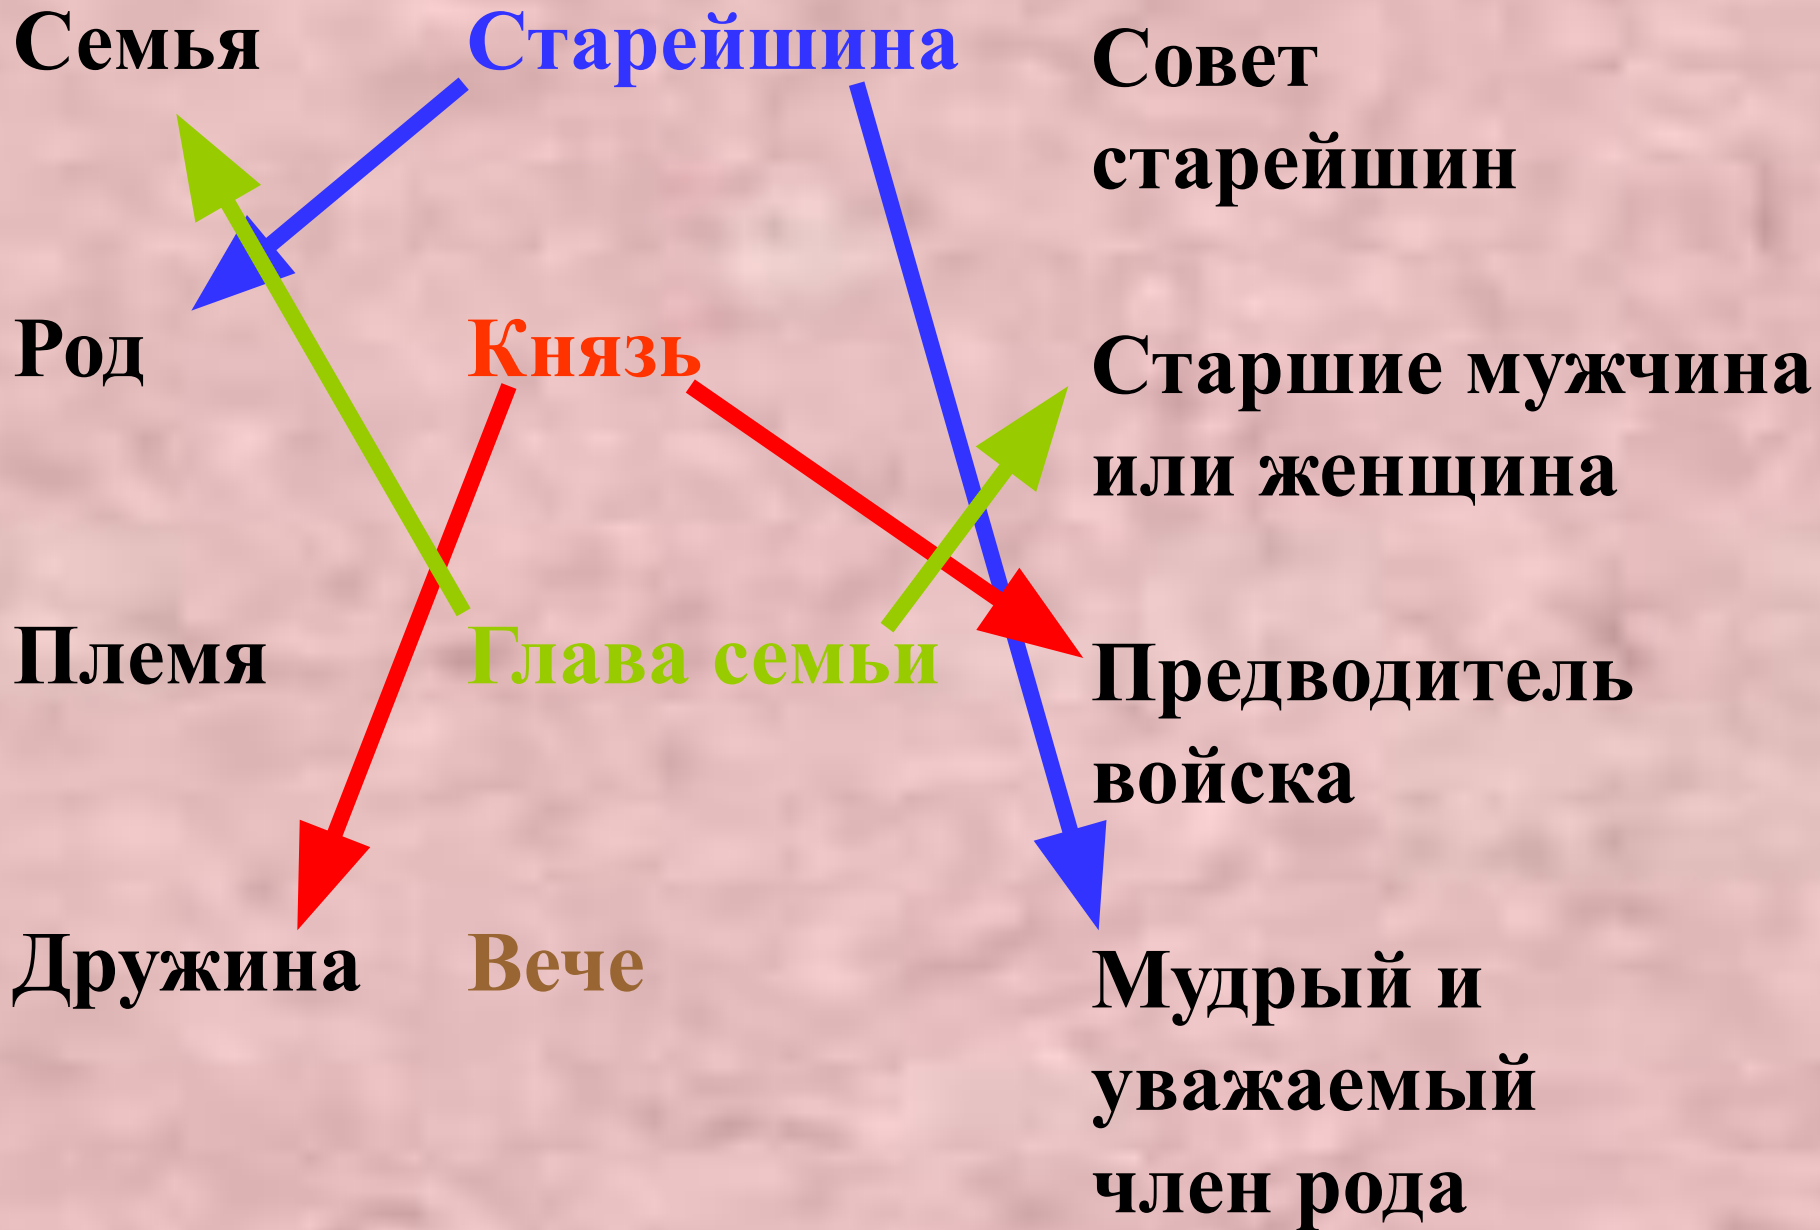 Семья
Старейшина
Совет
старейшин
Род
Князь
Старшие мужчина
или женщина
Племя
Глава семьи
Предводитель
войска
Дружина
Вече
Мудрый и
уважаемый
член рода